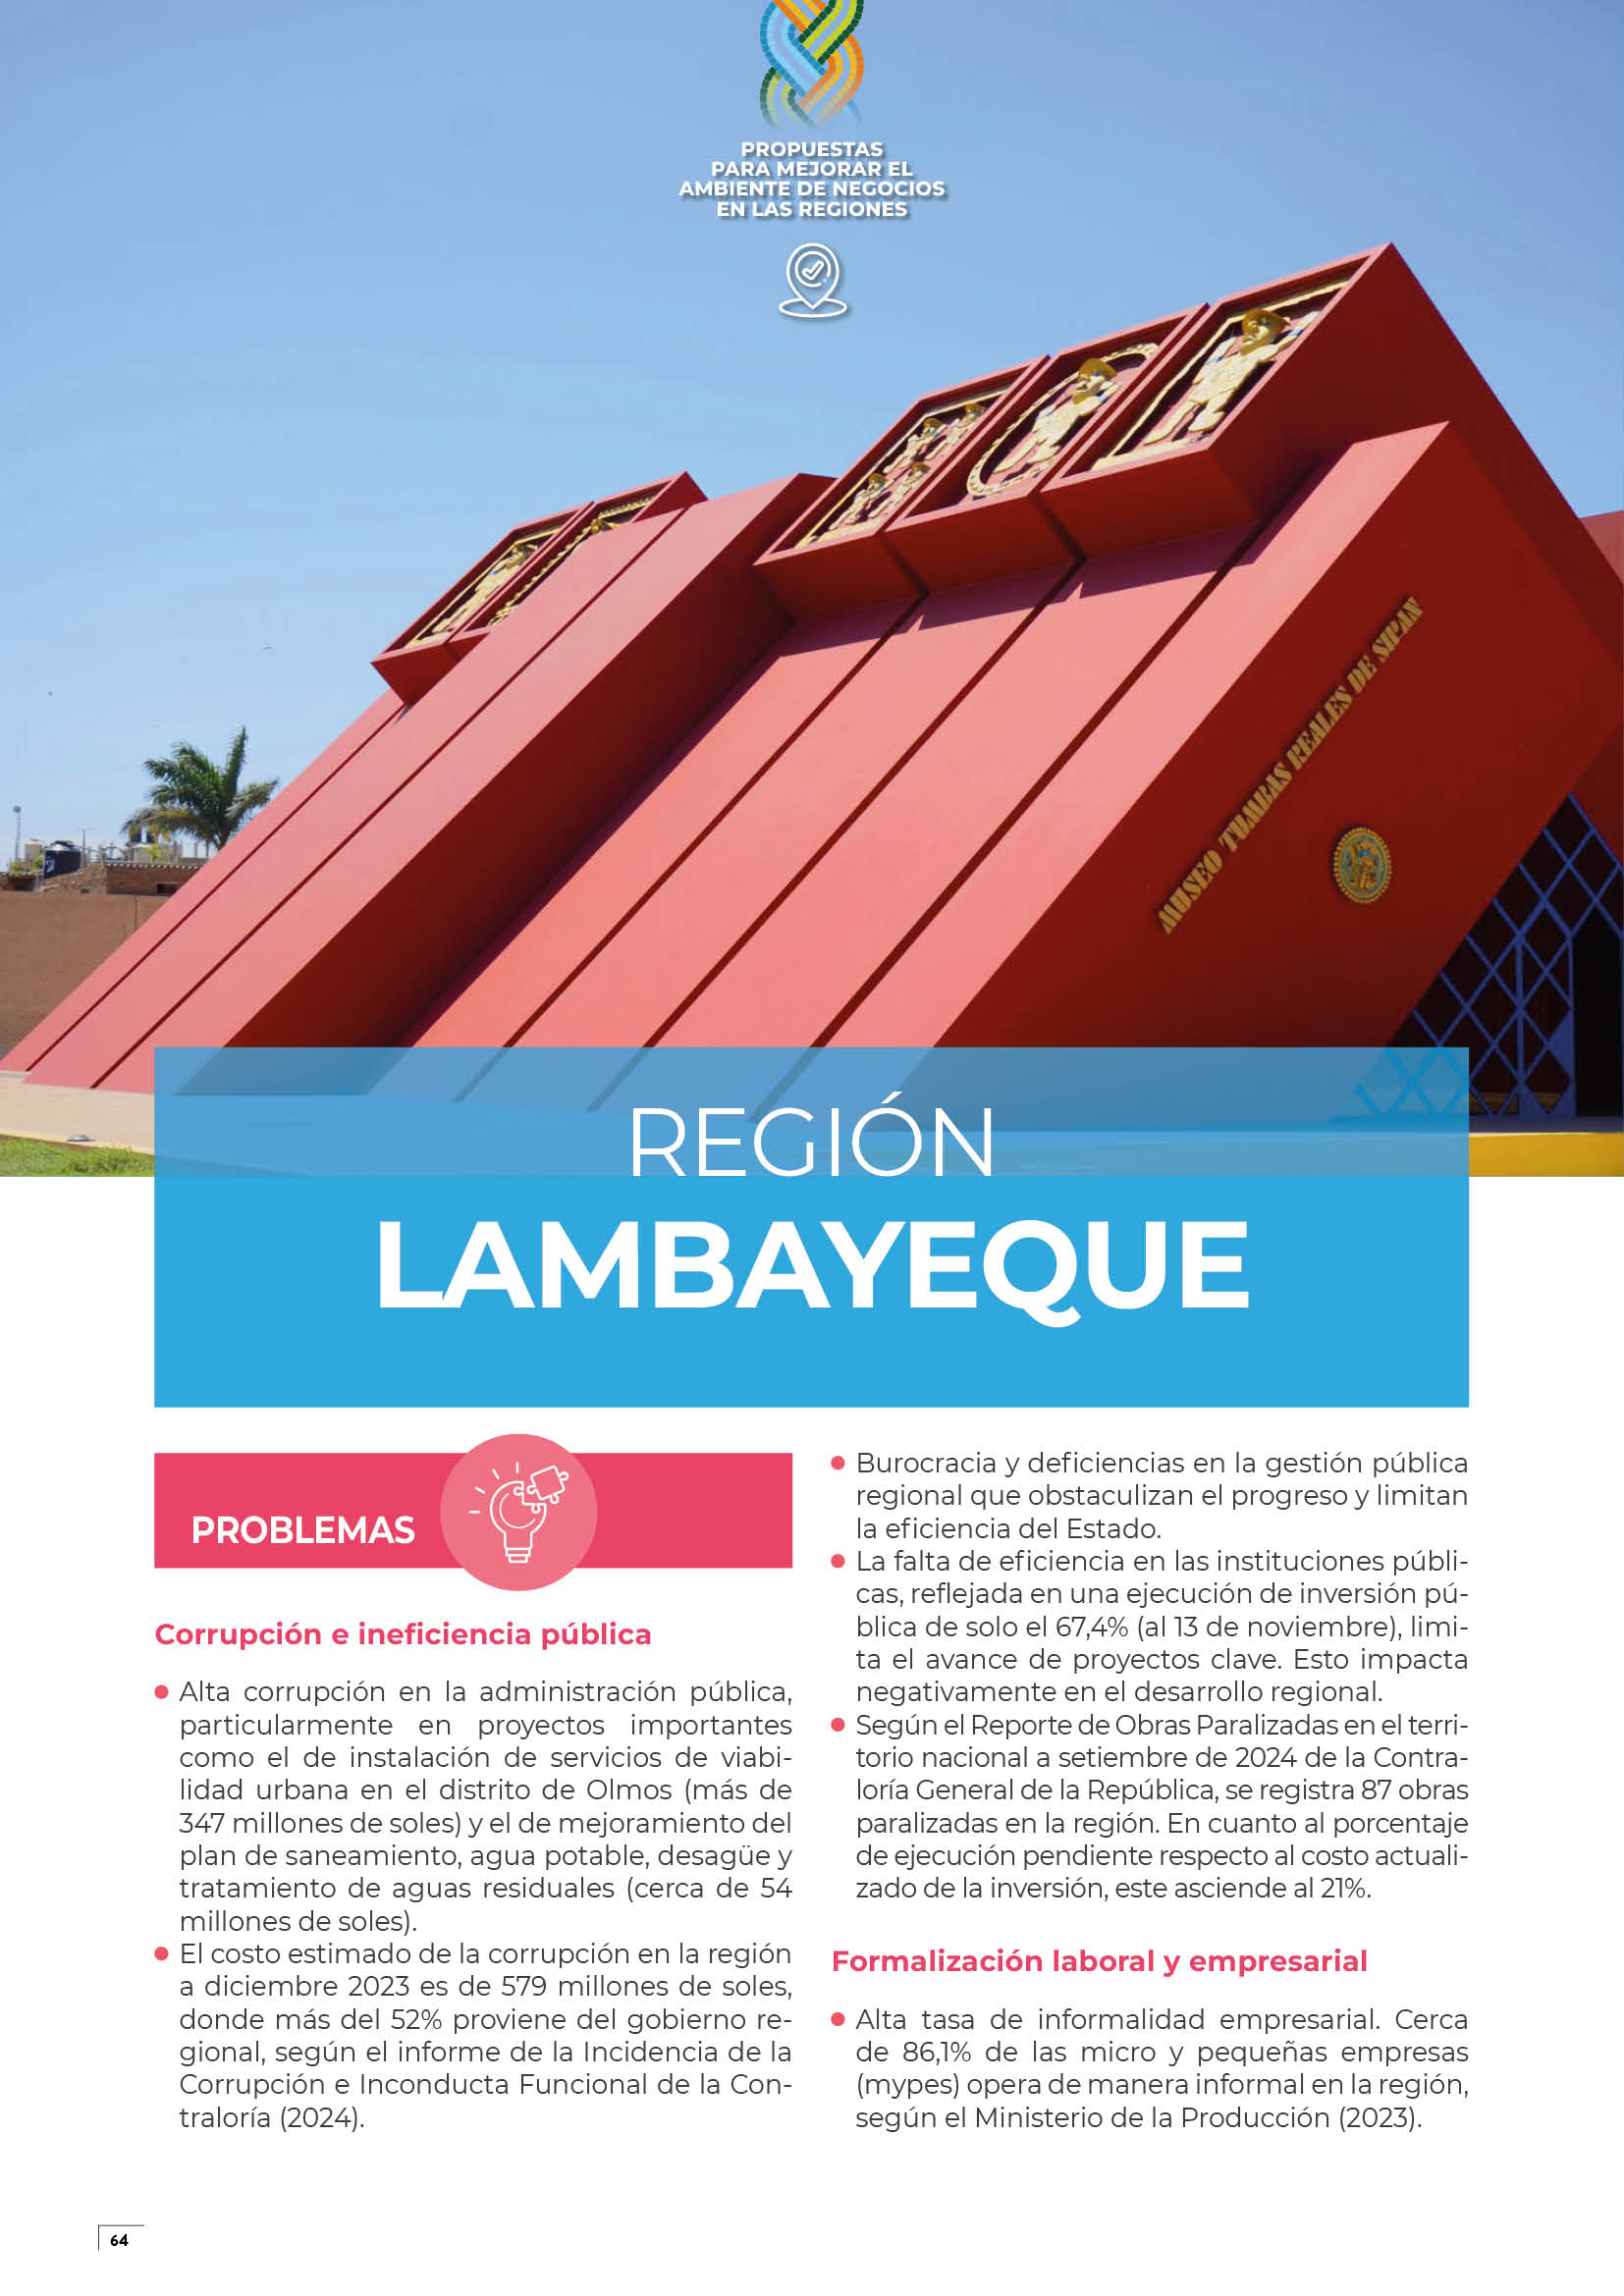 PROPUESTAS
PARA MEJORAR EL
AMBIENTE DE NEGOCIOS
EN LAS REGIONES
MUSEO TUMBAS REALES DE SIPAN
REGIÓN
LAMBAYEQUE
PROBLEMAS
Corrupción e ineficiencia pública
Alta corrupción en la administración pública,
particularmente en proyectos importantes
como el de instalación de servicios de viabi-
lidad urbana en el distrito de Olmos (más de
347 millones de soles) y el de mejoramiento del
plan de saneamiento, agua potable, desagüe y
tratamiento de aguas residuales (cerca de 54
millones de soles).
El costo estimado de la corrupción en la región
a diciembre 2023 es de 579 millones de soles,
donde más del 52% proviene del gobierno re-
gional, según el informe de la Incidencia de la
Corrupción e Inconducta Funcional de la Con-
traloría (2024).
Burocracia y deficiencias en la gestión pública
regional que obstaculizan el progreso y limitan
la eficiencia del Estado.
La falta de eficiencia en las instituciones públi-
cas, reflejada en una ejecución de inversión pú-
blica de solo el 67,4% (al 13 de noviembre), limi-
ta el avance de proyectos clave. Esto impacta
negativamente en el desarrollo regional.
Según el Reporte de Obras Paralizadas en el terri-
torio nacional a setiembre de 2024 de la Contra-
loría General de la República, se registra 87 obras
paralizadas en la región. En cuanto al porcentaje
de ejecución pendiente respecto al costo actuali-
zado de la inversión, este asciende al 21%.
Formalización laboral y empresarial
Alta tasa de informalidad empresarial. Cerca
de 86,1% de las micro y pequeñas empresas
(mypes) opera de manera informal en la región,
según el Ministerio de la Producción (2023).
64